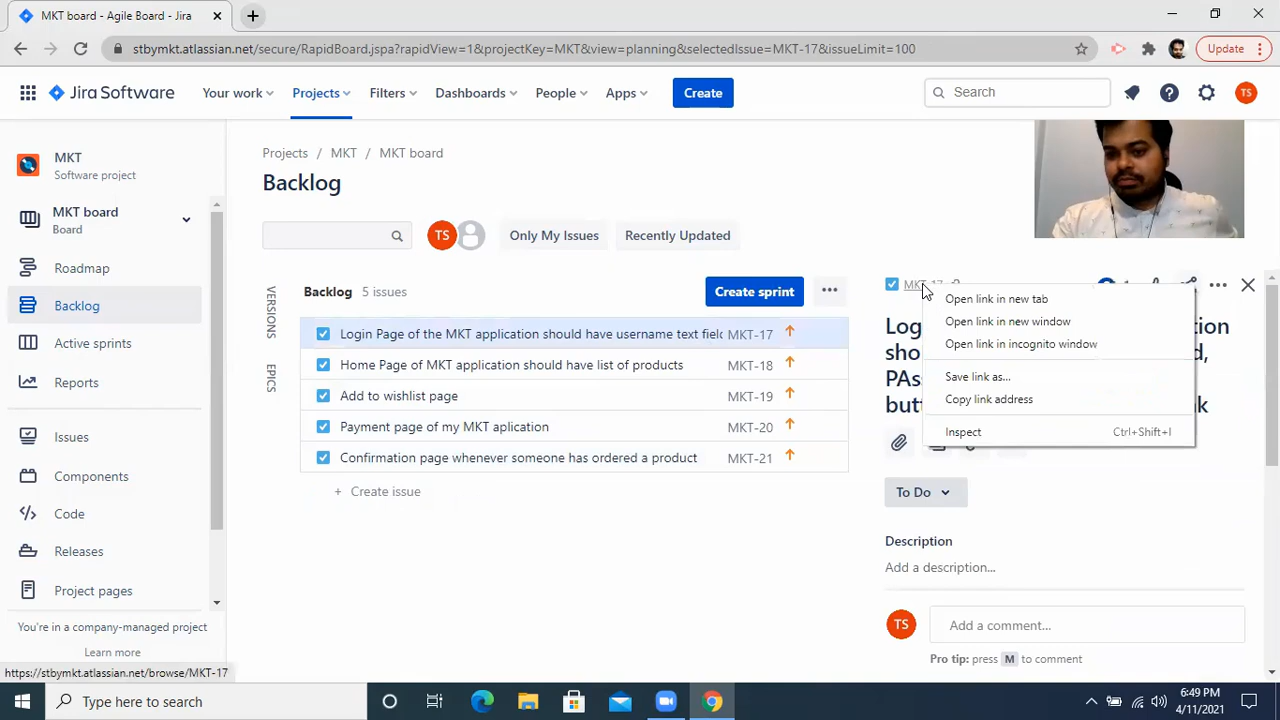 MKT board - Agile Board - Jira
stbymkt.atlassian.net/secure/RapidBoard.jspa?rapidView=1&projectKey=MKT&view=planning&selectedIssue=MKT-17&issueLimit=100
Update
Jira Software
Your work
Projects
Filters
Dashboards
People
Apps
Create
Search
TS
MKT
Software project
MKT board
Board
Roadmap
Backlog
Active sprints
Reports
Issues
Components
Code
Releases
Project pages
You're in a company-managed project
Learn more
https://stbymkt.atlassian.net/browse/MKT-17
Projects / MKT / MKT board
Backlog
TS
Only My Issues
Recently Updated
VERSIONS
EPICS
Backlog 5 issues
Create sprint
Login Page of the MKT application should have username text field MKT-17
Home Page of MKT application should have list of products MKT-18
Add to wishlist page MKT-19
Payment page of my MKT aplication MKT-20
Confirmation page whenever someone has ordered a product MKT-21
+ Create issue
Open link in new tab
Open link in new window
Open link in incognito window
Save link as...
Copy link address
Inspect Ctrl+Shift+I
To Do
Description
Add a description...
TS
Add a comment...
Pro tip: press M to comment
Type here to search
6:49 PM
4/11/2021